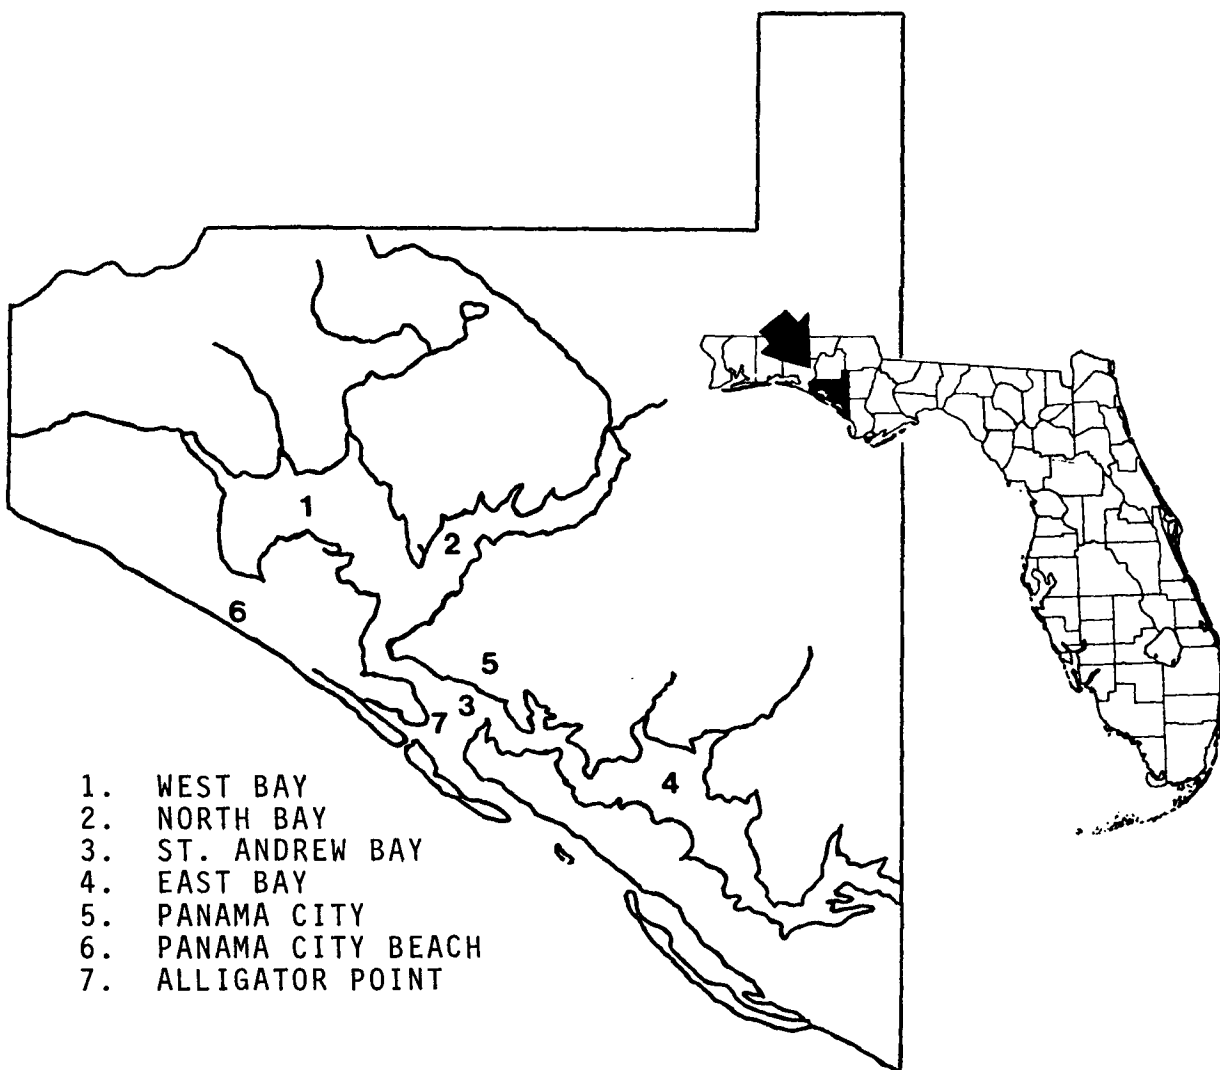 1
2
6
5
3
7
4
1. WEST BAY
2. NORTH BAY
3. ST. ANDREW BAY
4. EAST BAY
5. PANAMA CITY
6. PANAMA CITY BEACH
7. ALLIGATOR POINT